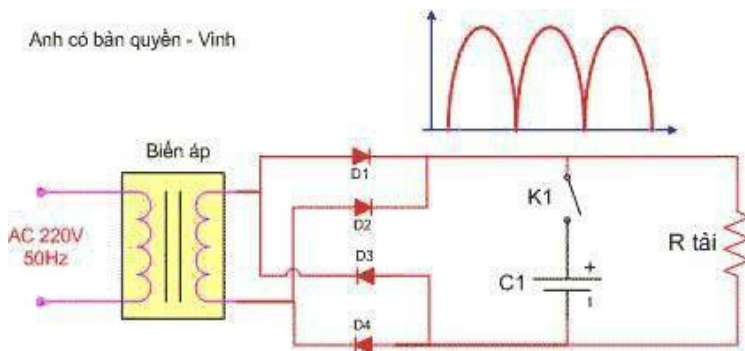 Anh có bản quyền - Vinh
Biến áp
AC 220V
50Hz
D1
D2
D3
D4
K1
C1
+
R tải